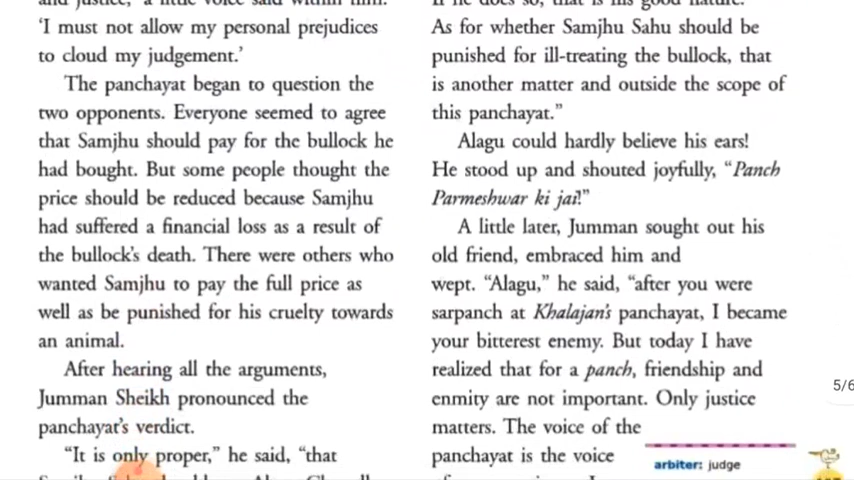 'I must not allow my personal prejudices
to cloud my judgement.'
The panchayat began to question the
two opponents. Everyone seemed to agree
that Samjhu should pay for the bullock he
had bought. But some people thought the
price should be reduced because Samjhu
had suffered a financial loss as a result of
the bullock's death. There were others who
wanted Samjhu to pay the full price as
well as be punished for his cruelty towards
an animal.
After hearing all the arguments,
Jumman Sheikh pronounced the
panchayat's verdict.
"It is only proper," he said, "that
As for whether Samjhu Sahu should be
punished for ill-treating the bullock, that
is another matter and outside the scope of
this panchayat."
Alagu could hardly believe his ears!
He stood up and shouted joyfully, "Panch
Parmeshwar ki jai!"
A little later, Jumman sought out his
old friend, embraced him and
wept. "Alagu," he said, "after you were
sarpanch at Khalajan's panchayat, I became
your bitterest enemy. But today I have
realized that for a panch, friendship and
enmity are not important. Only justice
matters. The voice of the
panchayat is the voice
arbiter: judge
5/6